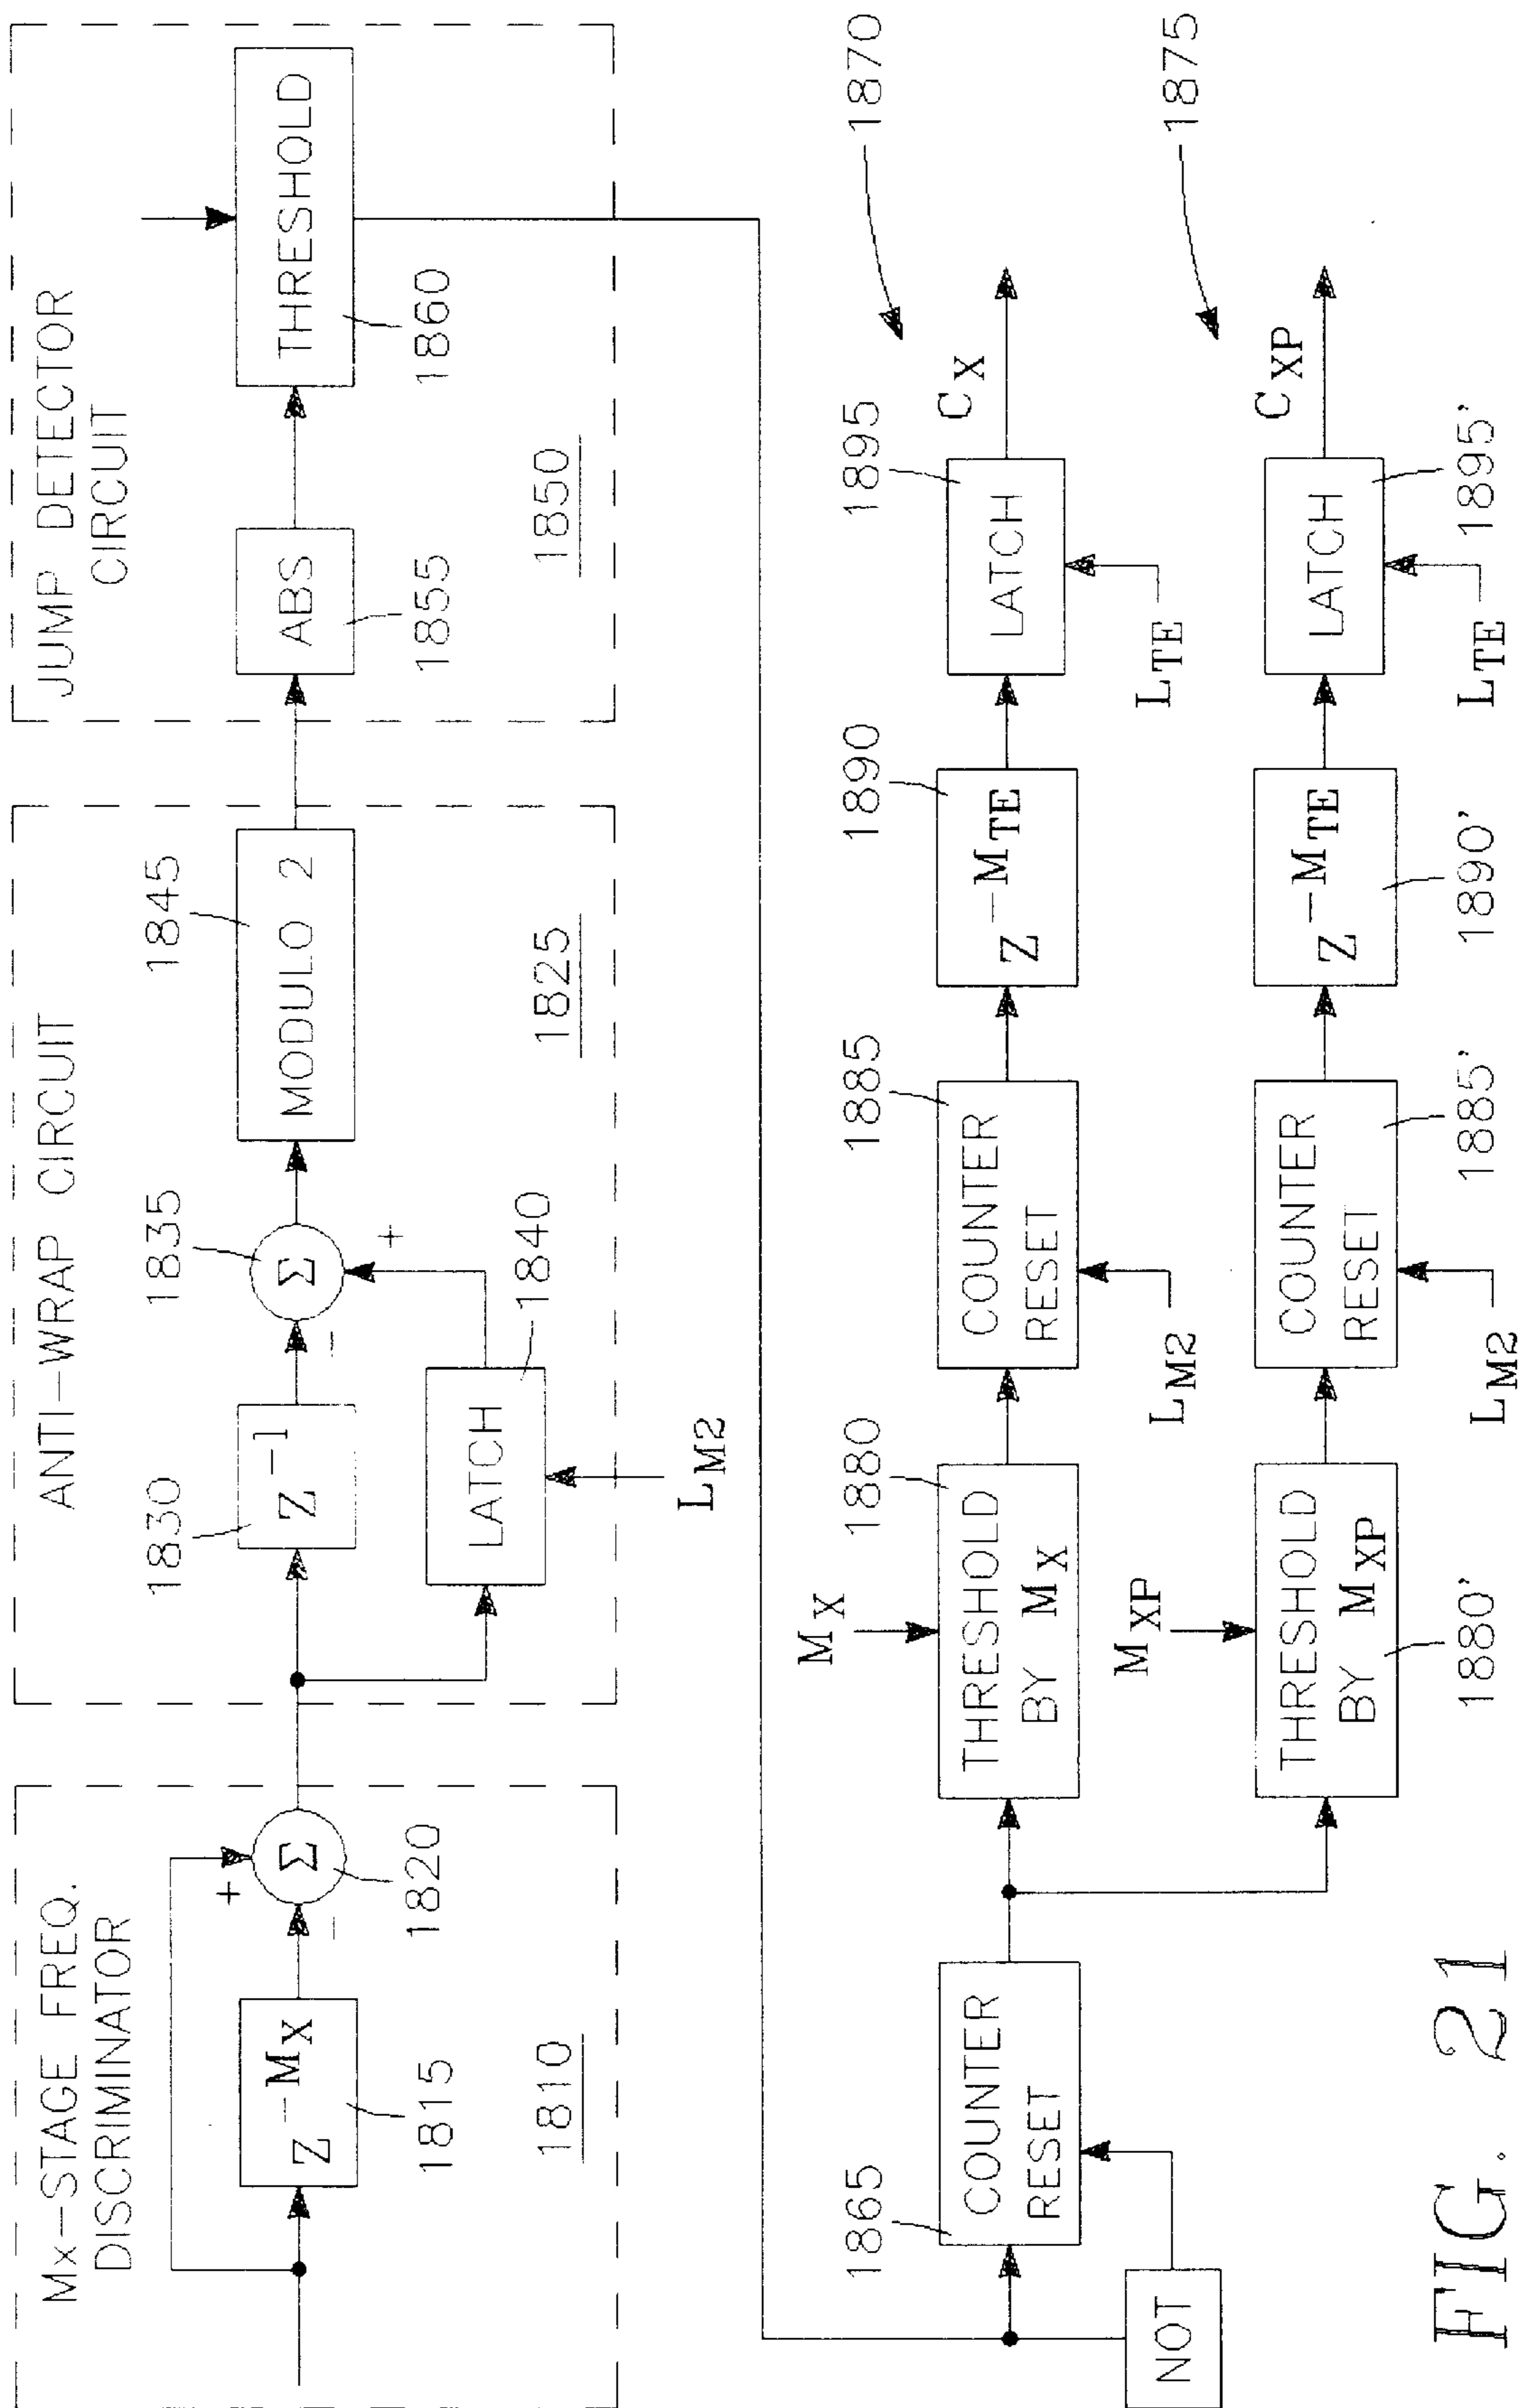 Mx-STAGE FREQ.
DISCRIMINATOR
+
Σ
1820
−
Z^-M_X
1815
1810
ANTI-WRAP CIRCUIT
1830
Z^-1
−
1835
Σ
+
MODULO 2
1845
LATCH
1840
L_M2
1825
JUMP DETECTOR
CIRCUIT
ABS
1855
THRESHOLD
1860
1850
1865
COUNTER
RESET
NOT
M_X
THRESHOLD
BY M_X
1880
COUNTER
RESET
1885
L_M2
Z^-M_TE
1890
LATCH
1895
L_TE
C_X
1870
M_XP
THRESHOLD
BY M_XP
1880'
COUNTER
RESET
1885'
L_M2
Z^-M_TE
1890'
LATCH
1895'
L_TE
C_XP
1875
FIG. 21